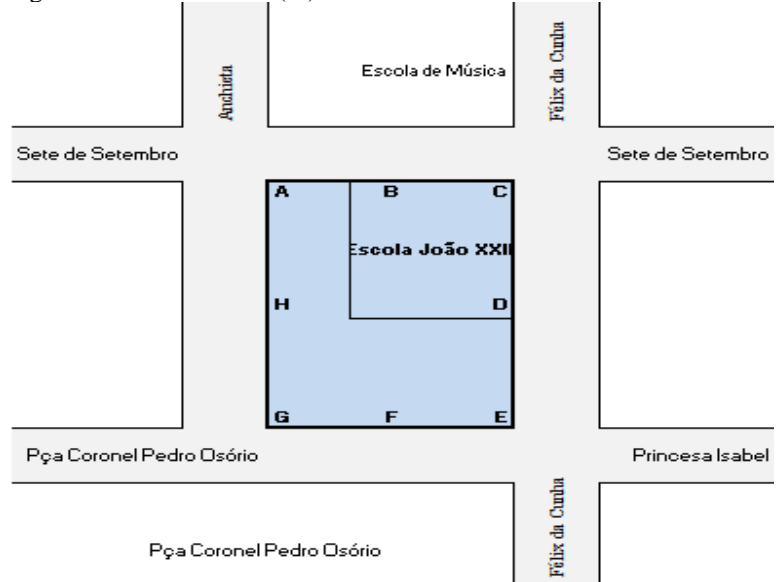 Anchieta
Escola de Música
Félix da Cunha
Sete de Setembro
Sete de Setembro
A
B
C
Escola João XXII
H
D
G
F
E
Pça Coronel Pedro Osório
Princesa Isabel
Pça Coronel Pedro Osório
Félix da Cunha